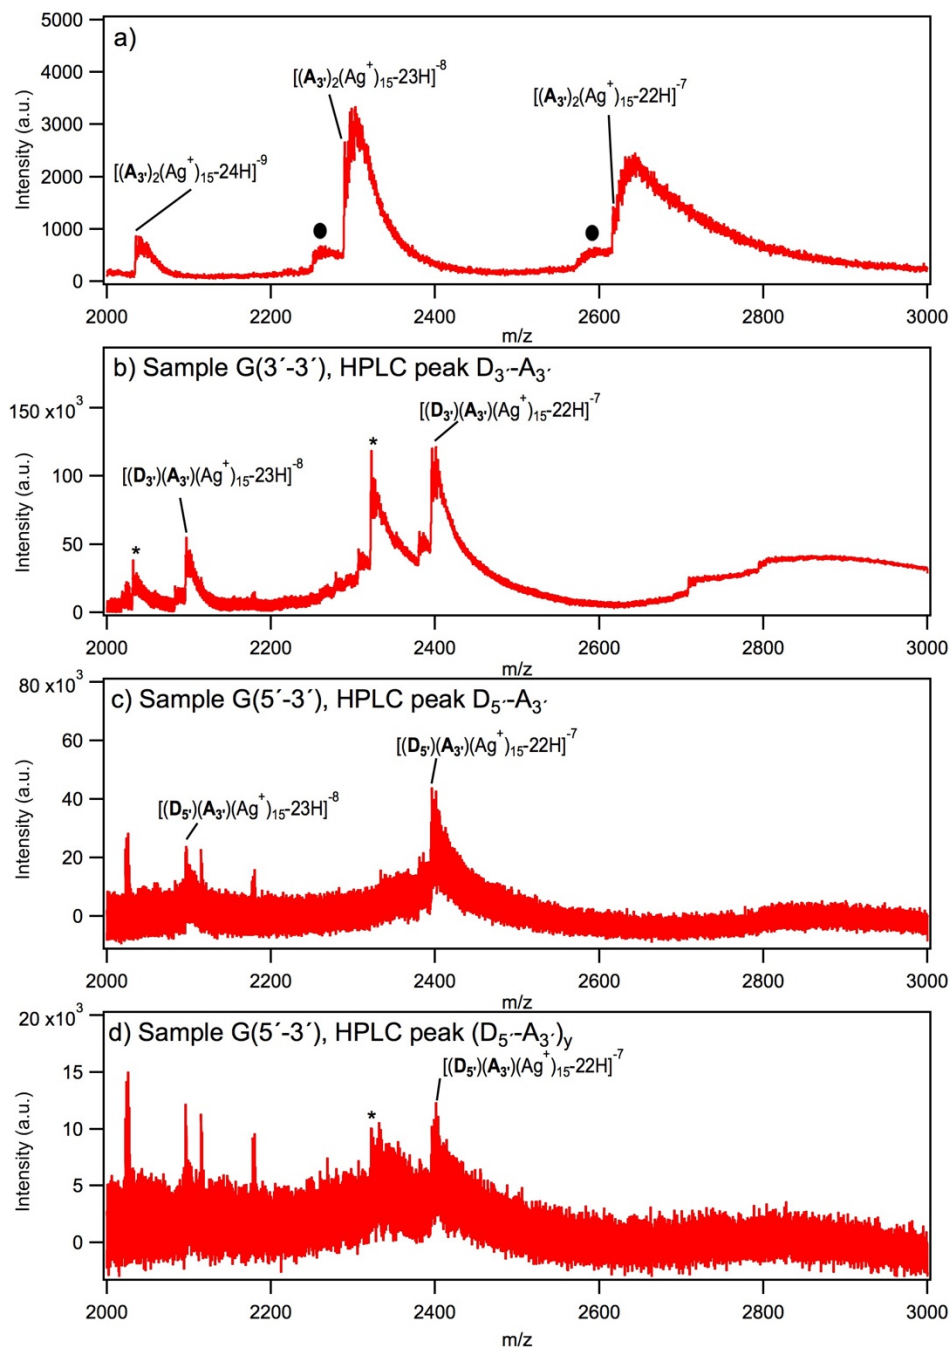 a)
5000
4000
3000
2000
1000
0
Intensity (a.u.)
[(A3′)2(Ag+)15-24H]-9
[(A3′)2(Ag+)15-23H]-8
[(A3′)2(Ag+)15-22H]-7
2000 2200 2400 2600 2800 3000
m/z
b) Sample G(3´-3´), HPLC peak D3′-A3′
150 x10³
100
50
0
Intensity (a.u.)
*
[(D3′)(A3′)(Ag+)15-23H]-8
*
[(D3′)(A3′)(Ag+)15-22H]-7
2000 2200 2400 2600 2800 3000
m/z
c) Sample G(5´-3´), HPLC peak D5′-A3′
80 x10³
60
40
20
0
Intensity (a.u.)
[(D5′)(A3′)(Ag+)15-23H]-8
[(D5′)(A3′)(Ag+)15-22H]-7
2000 2200 2400 2600 2800 3000
m/z
d) Sample G(5´-3´), HPLC peak (D5′-A3′)y
20 x10³
15
10
5
0
Intensity (a.u.)
*
[(D5′)(A3′)(Ag+)15-22H]-7
2000 2200 2400 2600 2800 3000
m/z